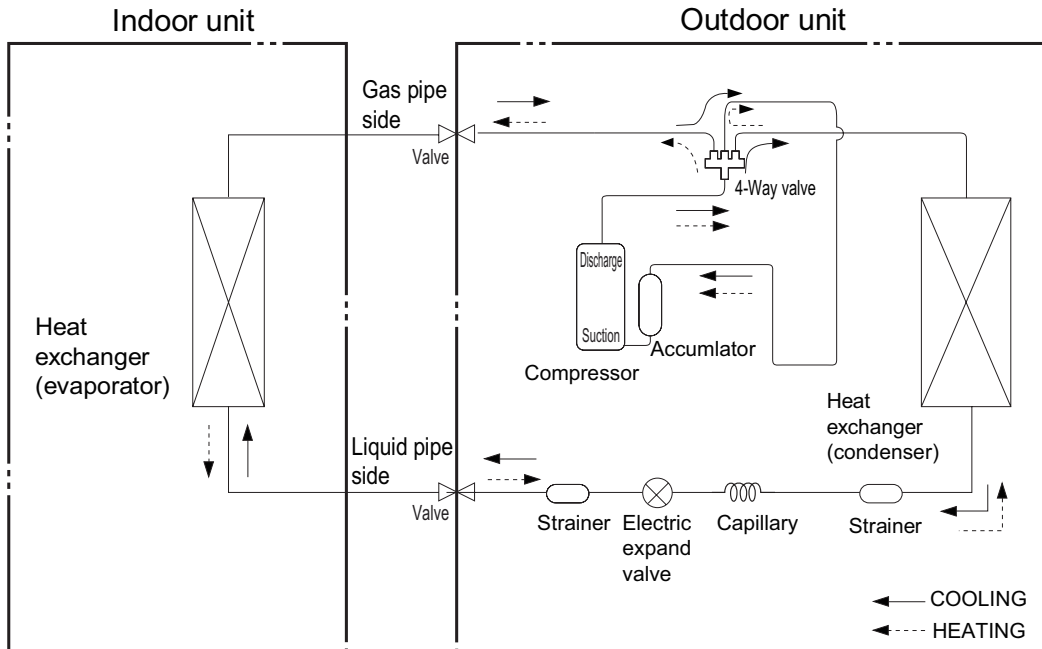 Indoor unit
Outdoor unit
Gas pipe
side
Valve
4-Way valve
Discharge
Suction
Compressor
Accumlator
Heat
exchanger
(evaporator)
Heat
exchanger
(condenser)
Liquid pipe
side
Valve
Strainer
Electric
expand
valve
Capillary
Strainer
COOLING
HEATING